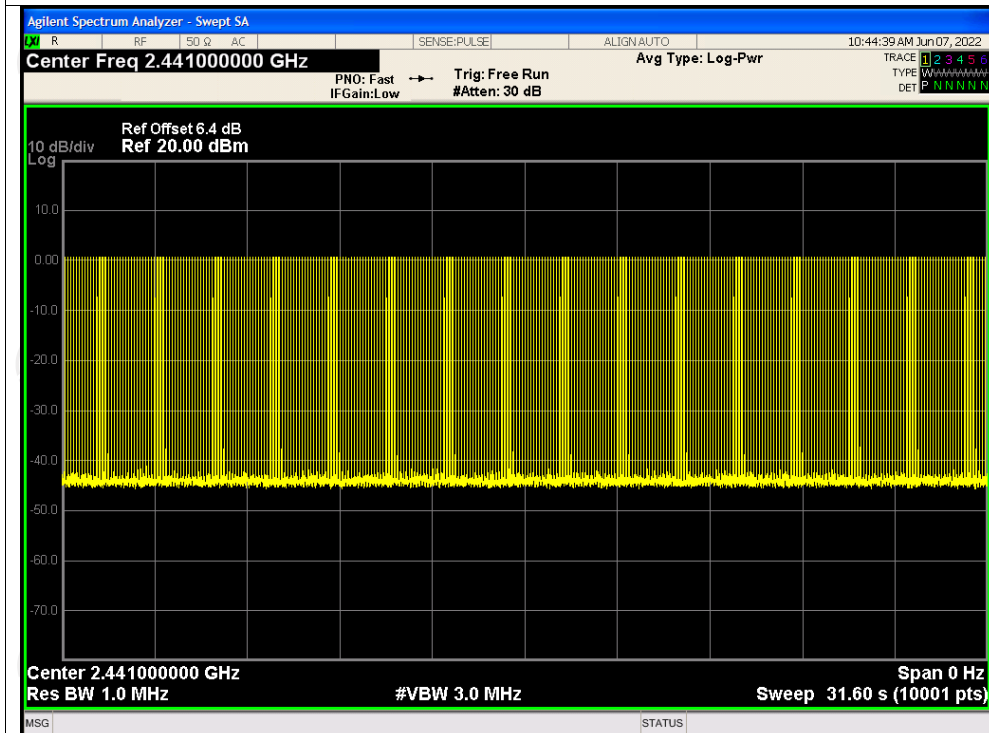 Agilent Spectrum Analyzer - Swept SA
LXI R RF 50 Ω AC SENSE:PULSE ALIGN AUTO 10:44:39 AM Jun 07, 2022
Center Freq 2.441000000 GHz Avg Type: Log-Pwr TRACE 1 2 3 4 5 6
PNO: Fast Trig: Free Run TYPE W
IFGain:Low #Atten: 30 dB DET P N N N N N
Ref Offset 6.4 dB
10 dB/div Ref 20.00 dBm
Log
10.0
0.00
-10.0
-20.0
-30.0
-40.0
-50.0
-60.0
-70.0
Center 2.441000000 GHz Span 0 Hz
Res BW 1.0 MHz #VBW 3.0 MHz Sweep 31.60 s (10001 pts)
MSG STATUS